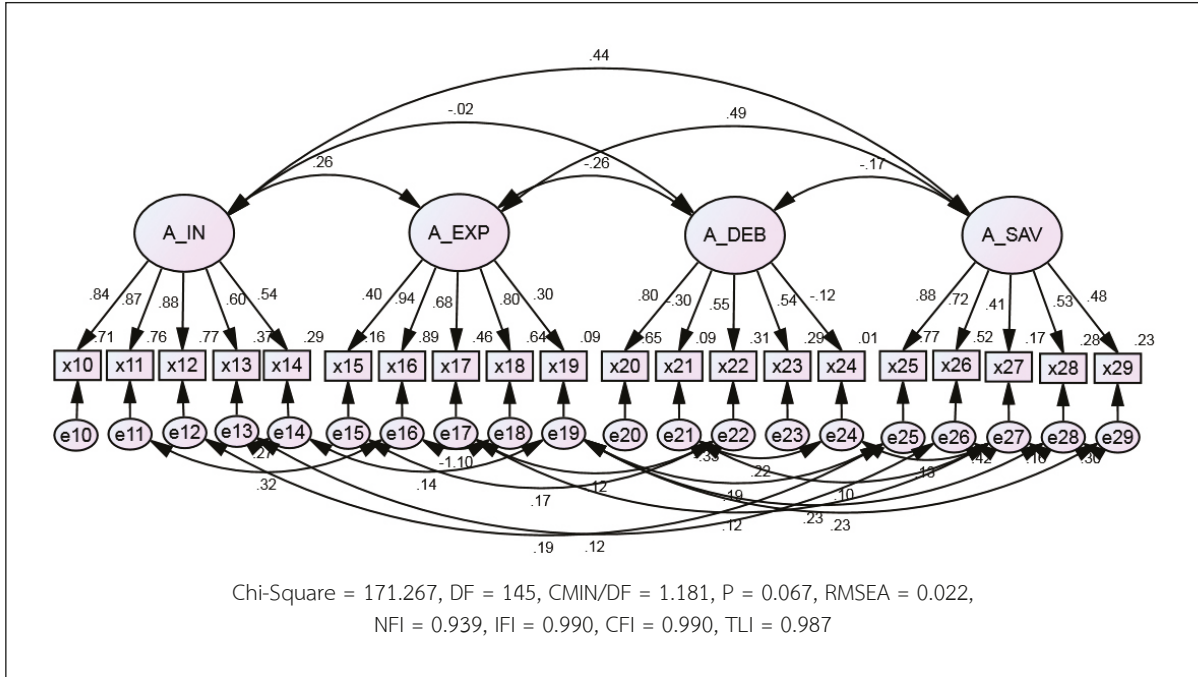 .44
-.02
.49
.26
-.26
-.17
A_IN A_EXP A_DEB A_SAV
.84 .87 .88 .60 .54 .40 .94 .68 .80 .30 .80 -.30 .55 .54 -.12 .88 .72 .41 .53 .48
.71 .76 .77 .37 .29 .16 .89 .46 .64 .09 .65 .09 .31 .29 .01 .77 .52 .17 .28 .23
x10 x11 x12 x13 x14 x15 x16 x17 x18 x19 x20 x21 x22 x23 x24 x25 x26 x27 x28 x29
e10 e11 e12 e13 e14 e15 e16 e17 e18 e19 e20 e21 e22 e23 e24 e25 e26 e27 e28 e29
.27 -1.10 .22 .13 .42
.32 .14 .17 .12 .19 .10
.12 .23 .23
.19 .12
Chi-Square = 171.267, DF = 145, CMIN/DF = 1.181, P = 0.067, RMSEA = 0.022,
NFI = 0.939, IFI = 0.990, CFI = 0.990, TLI = 0.987